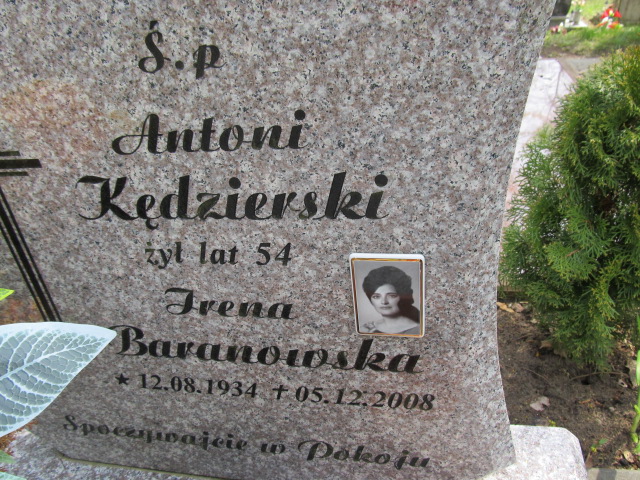 Ś.p
Antoni
Kędzierski
żył lat 54
Irena
Baranowska
★ 12.08.1934 ✝ 05.12.2008
Spoczywajcie w Pokoju